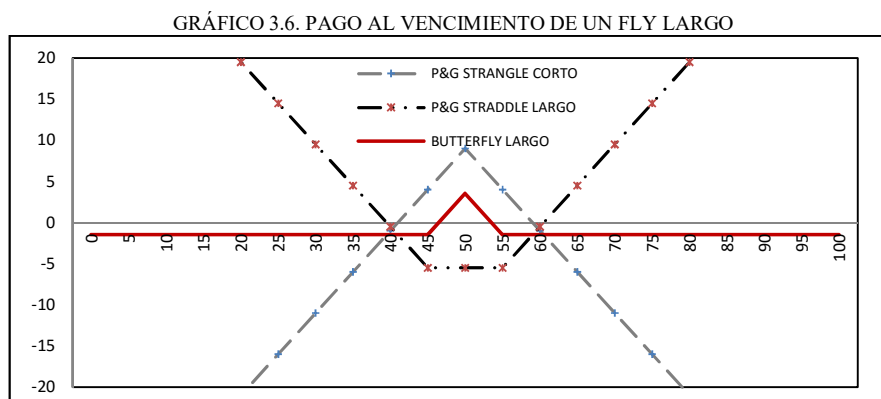 GRÁFICO 3.6. PAGO AL VENCIMIENTO DE UN FLY LARGO
20
15
10
5
0
-5
-10
-15
-20
P&G STRANGLE CORTO
P&G STRADDLE LARGO
BUTTERFLY LARGO
0 5 10 15 20 25 30 35 40 45 50 55 60 65 70 75 80 85 90 95 100